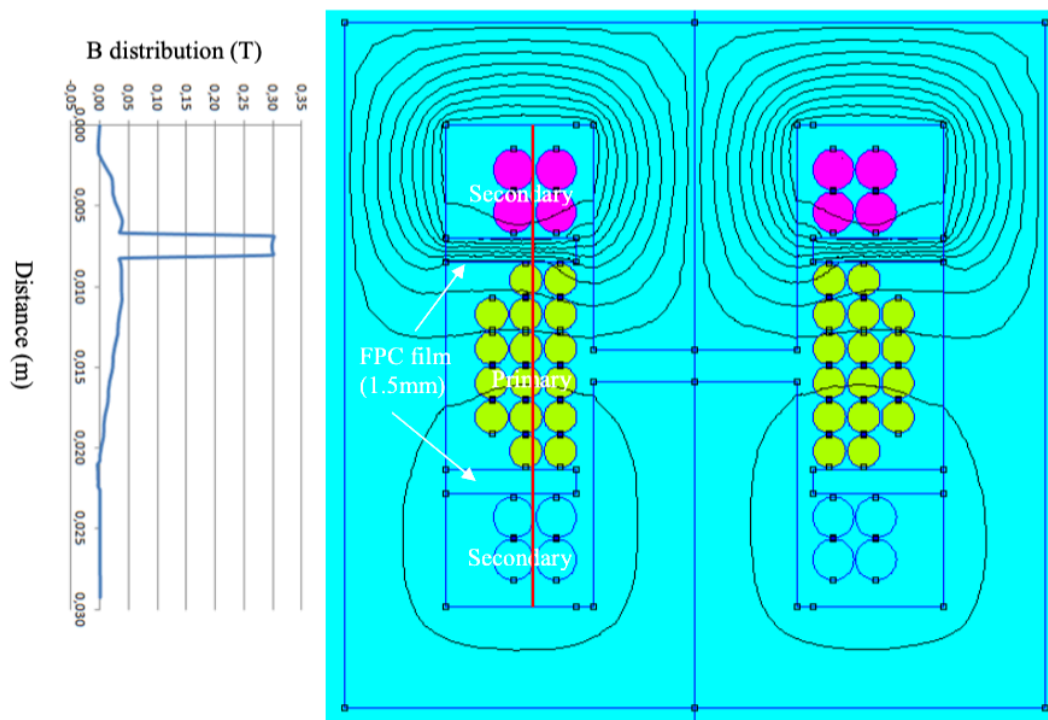 B distribution (T)
-0,05
0,00
0,05
0,10
0,15
0,20
0,25
0,30
0,35
0,000
0,005
0,010
0,015
0,020
0,025
0,030
Distance (m)
Secondary
FPC film
(1.5mm)
Primary
Secondary